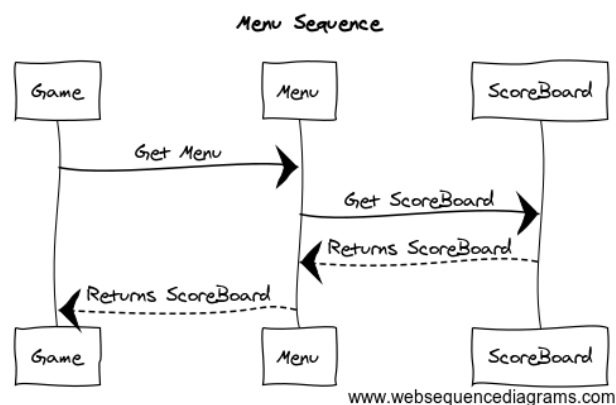 Menu Sequence
Game
Menu
ScoreBoard
Get Menu
Get ScoreBoard
Returns ScoreBoard
Returns ScoreBoard
Game
Menu
ScoreBoard
www.websequencediagrams.com